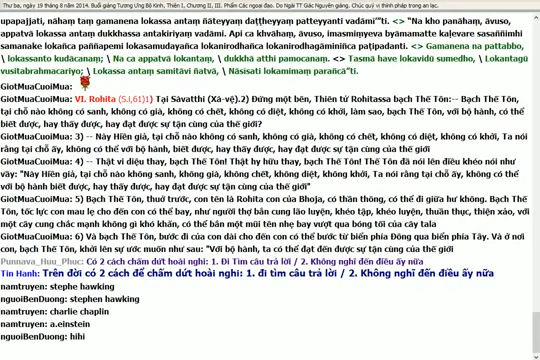 Thứ ba, ngày 19 tháng 8 năm 2014. Buổi giảng Tương Ưng Bộ Kinh, Thiên I, Chương II, III. Phẩm Các ngoại đạo. Do Ngài TT Giác Nguyên giảng. Chúc quý vị thính pháp trong an lạc.
upapajjati, nāhaṃ taṃ gamanena lokassa antaṃ ñāteyyaṃ daṭṭheyyaṃ patteyyanti vadāmi’”ti. <> “Na kho panāhaṃ, āvuso,
appatvā lokassa antaṃ dukkhassa antakiriyaṃ vadāmi. Api ca khvāhaṃ, āvuso, imasmiṃyeva byāmamatte kaḷevare sasaññimhi
samanake lokañca paññapemi lokasamudayañca lokanirodhañca lokanirodhagāminiñca paṭipadanti. <> Gamanena na pattabbo,
\ lokassanto kudācanaṃ; \ Na ca appatvā lokantaṃ, \ dukkhā atthi pamocanaṃ. <> Tasmā have lokavidū sumedho, \ Lokantagū
vusitabrahmacariyo; \ Lokassa antaṃ samitāvi ñatvā, \ Nāsīsati lokamimaṃ parañcā”ti.
GiotMuaCuoiMua:
GiotMuaCuoiMua: VI. Rohita (S.i,61)1) Tại Sàvatthi (Xá-vệ).2) Đứng một bên, Thiên tử Rohitassa bạch Thế Tôn:-- Bạch Thế Tôn,
tại chỗ nào không có sanh, không có già, không có chết, không có diệt, không có khởi, làm sao, bạch Thế Tôn, với bộ hành, có thể
biết được, hay thấy được, hay đạt được sự tận cùng của thế giới?
GiotMuaCuoiMua: 3) -- Này Hiền giả, tại chỗ nào không có sanh, không có già, không có chết, không có diệt, không có khởi, Ta nói
rằng tại chỗ ấy, không có thể với bộ hành biết được, hay thấy được, hay đạt được sự tận cùng của thế giới
GiotMuaCuoiMua: 4) -- Thật vi diệu thay, bạch Thế Tôn! Thật hy hữu thay, bạch Thế Tôn! Thế Tôn đã nói lên điều khéo nói như
vầy: "Này Hiền giả, tại chỗ nào không có sanh, không có già, không có chết, không có diệt, không khởi, Ta nói rằng tại chỗ ấy, không có thể
với bộ hành biết được, hay thấy được, hay đạt được sự tận cùng của thế giới"
GiotMuaCuoiMua: 5) Bạch Thế Tôn, thuở trước, con tên là Rohita con của Bhoja, có thần thông, có thể đi giữa hư không. Bạch Thế
Tôn, tốc lực con mau lẹ cho đến con có thể bay, như người thợ bắn cung lão luyện, khéo tập, khéo luyện, thuần thục, thiện xảo, với
một cây cung chắc mạnh không gì khó khăn, có thể bắn một mũi tên nhẹ bay vượt qua bóng tối của cây tala
GiotMuaCuoiMua: 6) Và bạch Thế Tôn, bước đi của con dài cho đến con có thể bước từ biển phía Đông qua biển phía Tây. Và ở nơi
con, bạch Thế Tôn, khởi lên sự ước muốn như sau: "Với bộ hành, ta có thể đạt đến được sự tận cùng của thế giới
Punnava_Huu_Phuc: Có 2 cách chấm dứt hoài nghi: 1. Đi Tìm câu trả lời / 2. Không nghĩ đến điều ấy nữa
Tin Hanh: Trên đời có 2 cách để chấm dứt hoài nghi: 1. đi tìm câu trả lời / 2. Không nghĩ đến điều ấy nữa
namtruyen: stephe hawking
nguoiBenDuong: stephen hawking
namtruyen: charlie chaplin
namtruyen: a.einstein
nguoiBenDuong: hihi